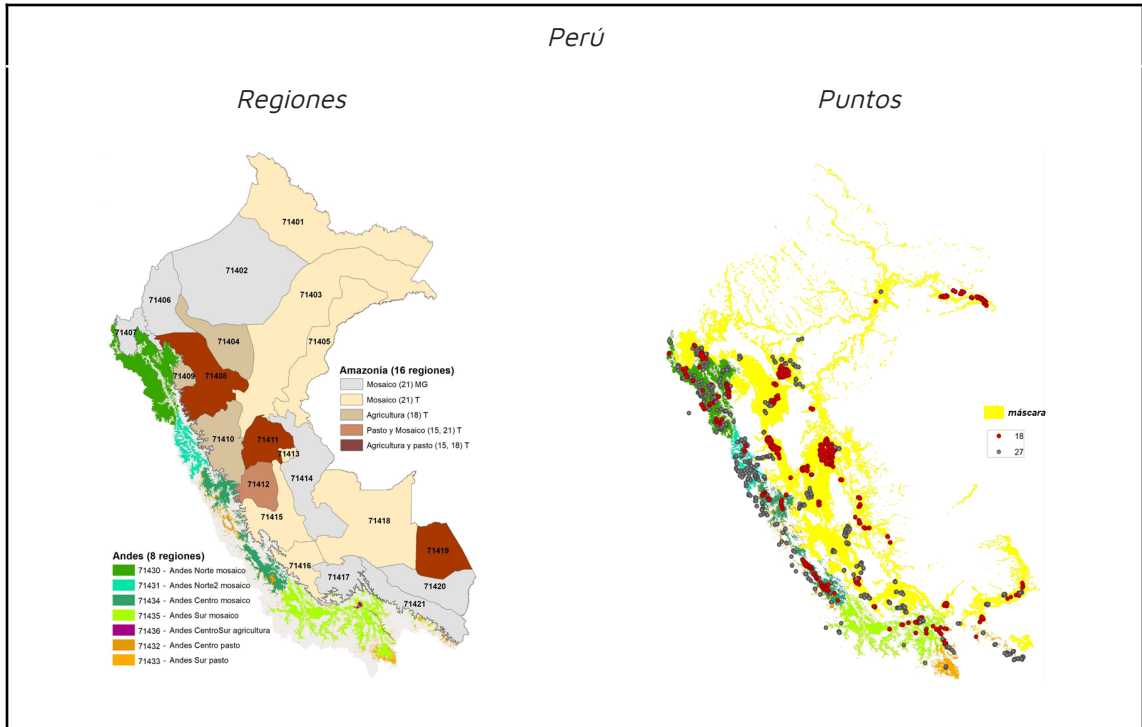 Perú
Regiones
Puntos
71401
71402
71403
71406
71407
71404
71405
71409
71408
71410
71411
71413
71412
71414
71415
71418
71416
71417
71419
71420
71421
Amazonía (16 regiones)
Mosaico (21) MG
Mosaico (21) T
Agricultura (18) T
Pasto y Mosaico (15, 21) T
Agricultura y pasto (15, 18) T
Andes (8 regiones)
71430 - Andes Norte mosaico
71431 - Andes Norte2 mosaico
71434 - Andes Centro mosaico
71435 - Andes Sur mosaico
71436 - Andes CentroSur agricultura
71432 - Andes Centro pasto
71433 - Andes Sur pasto
máscara
18
27